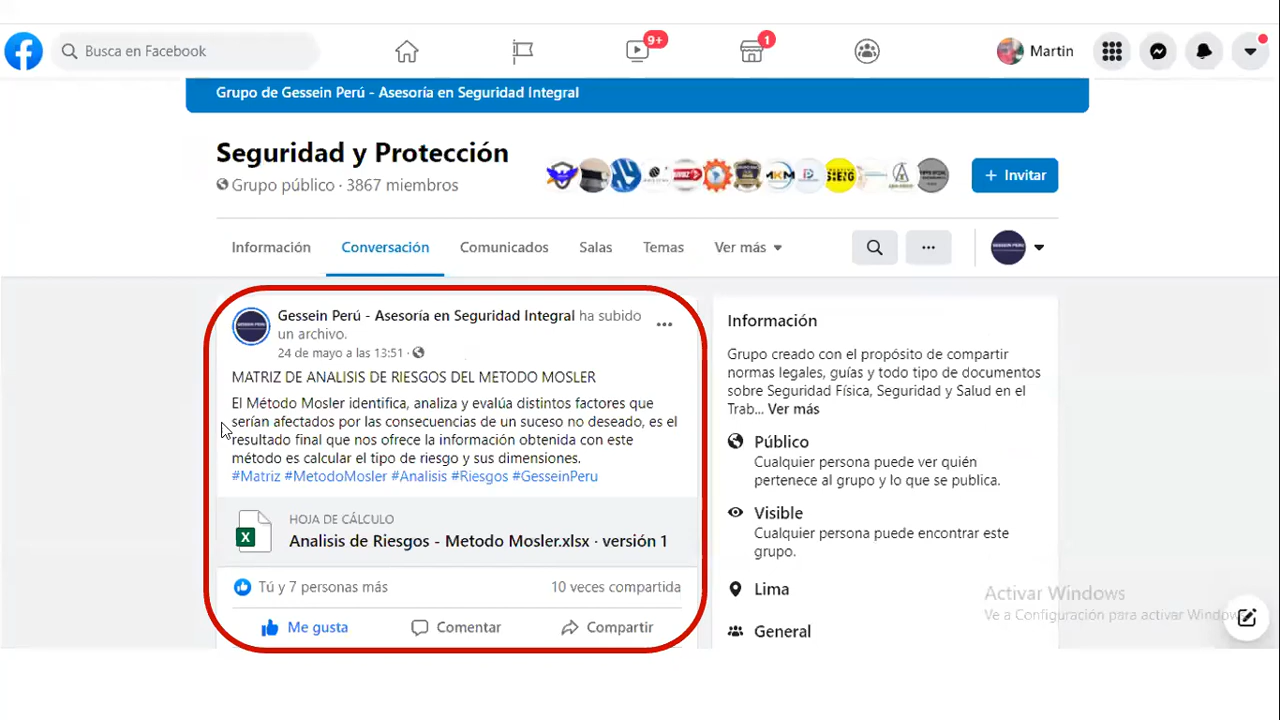 Busca en Facebook
9+
1
Martin
Grupo de Gessein Perú - Asesoría en Seguridad Integral
Seguridad y Protección
Grupo público · 3867 miembros
+ Invitar
Información
Conversación
Comunicados
Salas
Temas
Ver más
Gessein Perú - Asesoría en Seguridad Integral ha subido
un archivo.
24 de mayo a las 13:51 ·
MATRIZ DE ANALISIS DE RIESGOS DEL METODO MOSLER
El Método Mosler identifica, analiza y evalúa distintos factores que
serían afectados por las consecuencias de un suceso no deseado, es el
resultado final que nos ofrece la información obtenida con este
método es calcular el tipo de riesgo y sus dimensiones.
#Matriz #MetodoMosler #Analisis #Riesgos #GesseinPeru
HOJA DE CÁLCULO
Analisis de Riesgos - Metodo Mosler.xlsx · versión 1
Tú y 7 personas más
10 veces compartida
Me gusta
Comentar
Compartir
Información
Grupo creado con el propósito de compartir
normas legales, guías y todo tipo de documentos
sobre Seguridad Física, Seguridad y Salud en el
Trab... Ver más
Público
Cualquier persona puede ver quién
pertenece al grupo y lo que se publica.
Visible
Cualquier persona puede encontrar este
grupo.
Lima
General
Activar Windows
Ve a Configuración para activar Windows